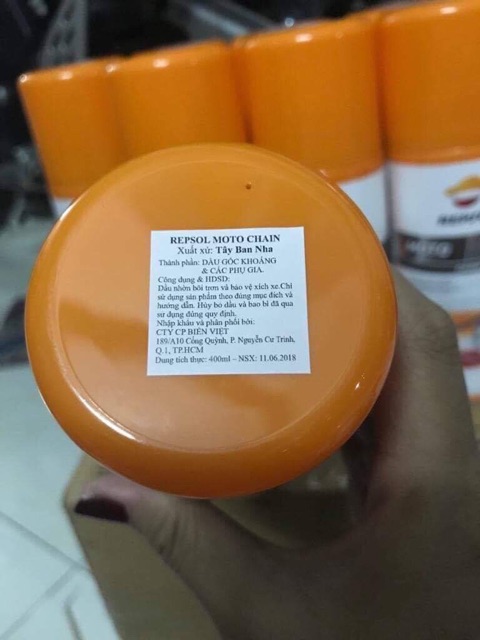 REPSOL MOTO CHAIN
Xuất xứ: Tây Ban Nha
Thành phần: DẦU GỐC KHOÁNG
& CÁC PHỤ GIA.
Công dụng & HDSD:
Dầu nhờn bôi trơn và bảo vệ xích xe.Chỉ
sử dụng sản phẩm theo đúng mục đích và
hướng dẫn. Hủy bỏ dầu và bao bì đã qua
sử dụng đúng quy định.
Nhập khẩu và phân phối bởi:
CTY CP BIÊN VIỆT
189/A10 Cống Quỳnh, P. Nguyễn Cư Trinh,
Q.1, TP.HCM
Dung tích thực: 400ml – NSX: 11.06.2018
MOTO